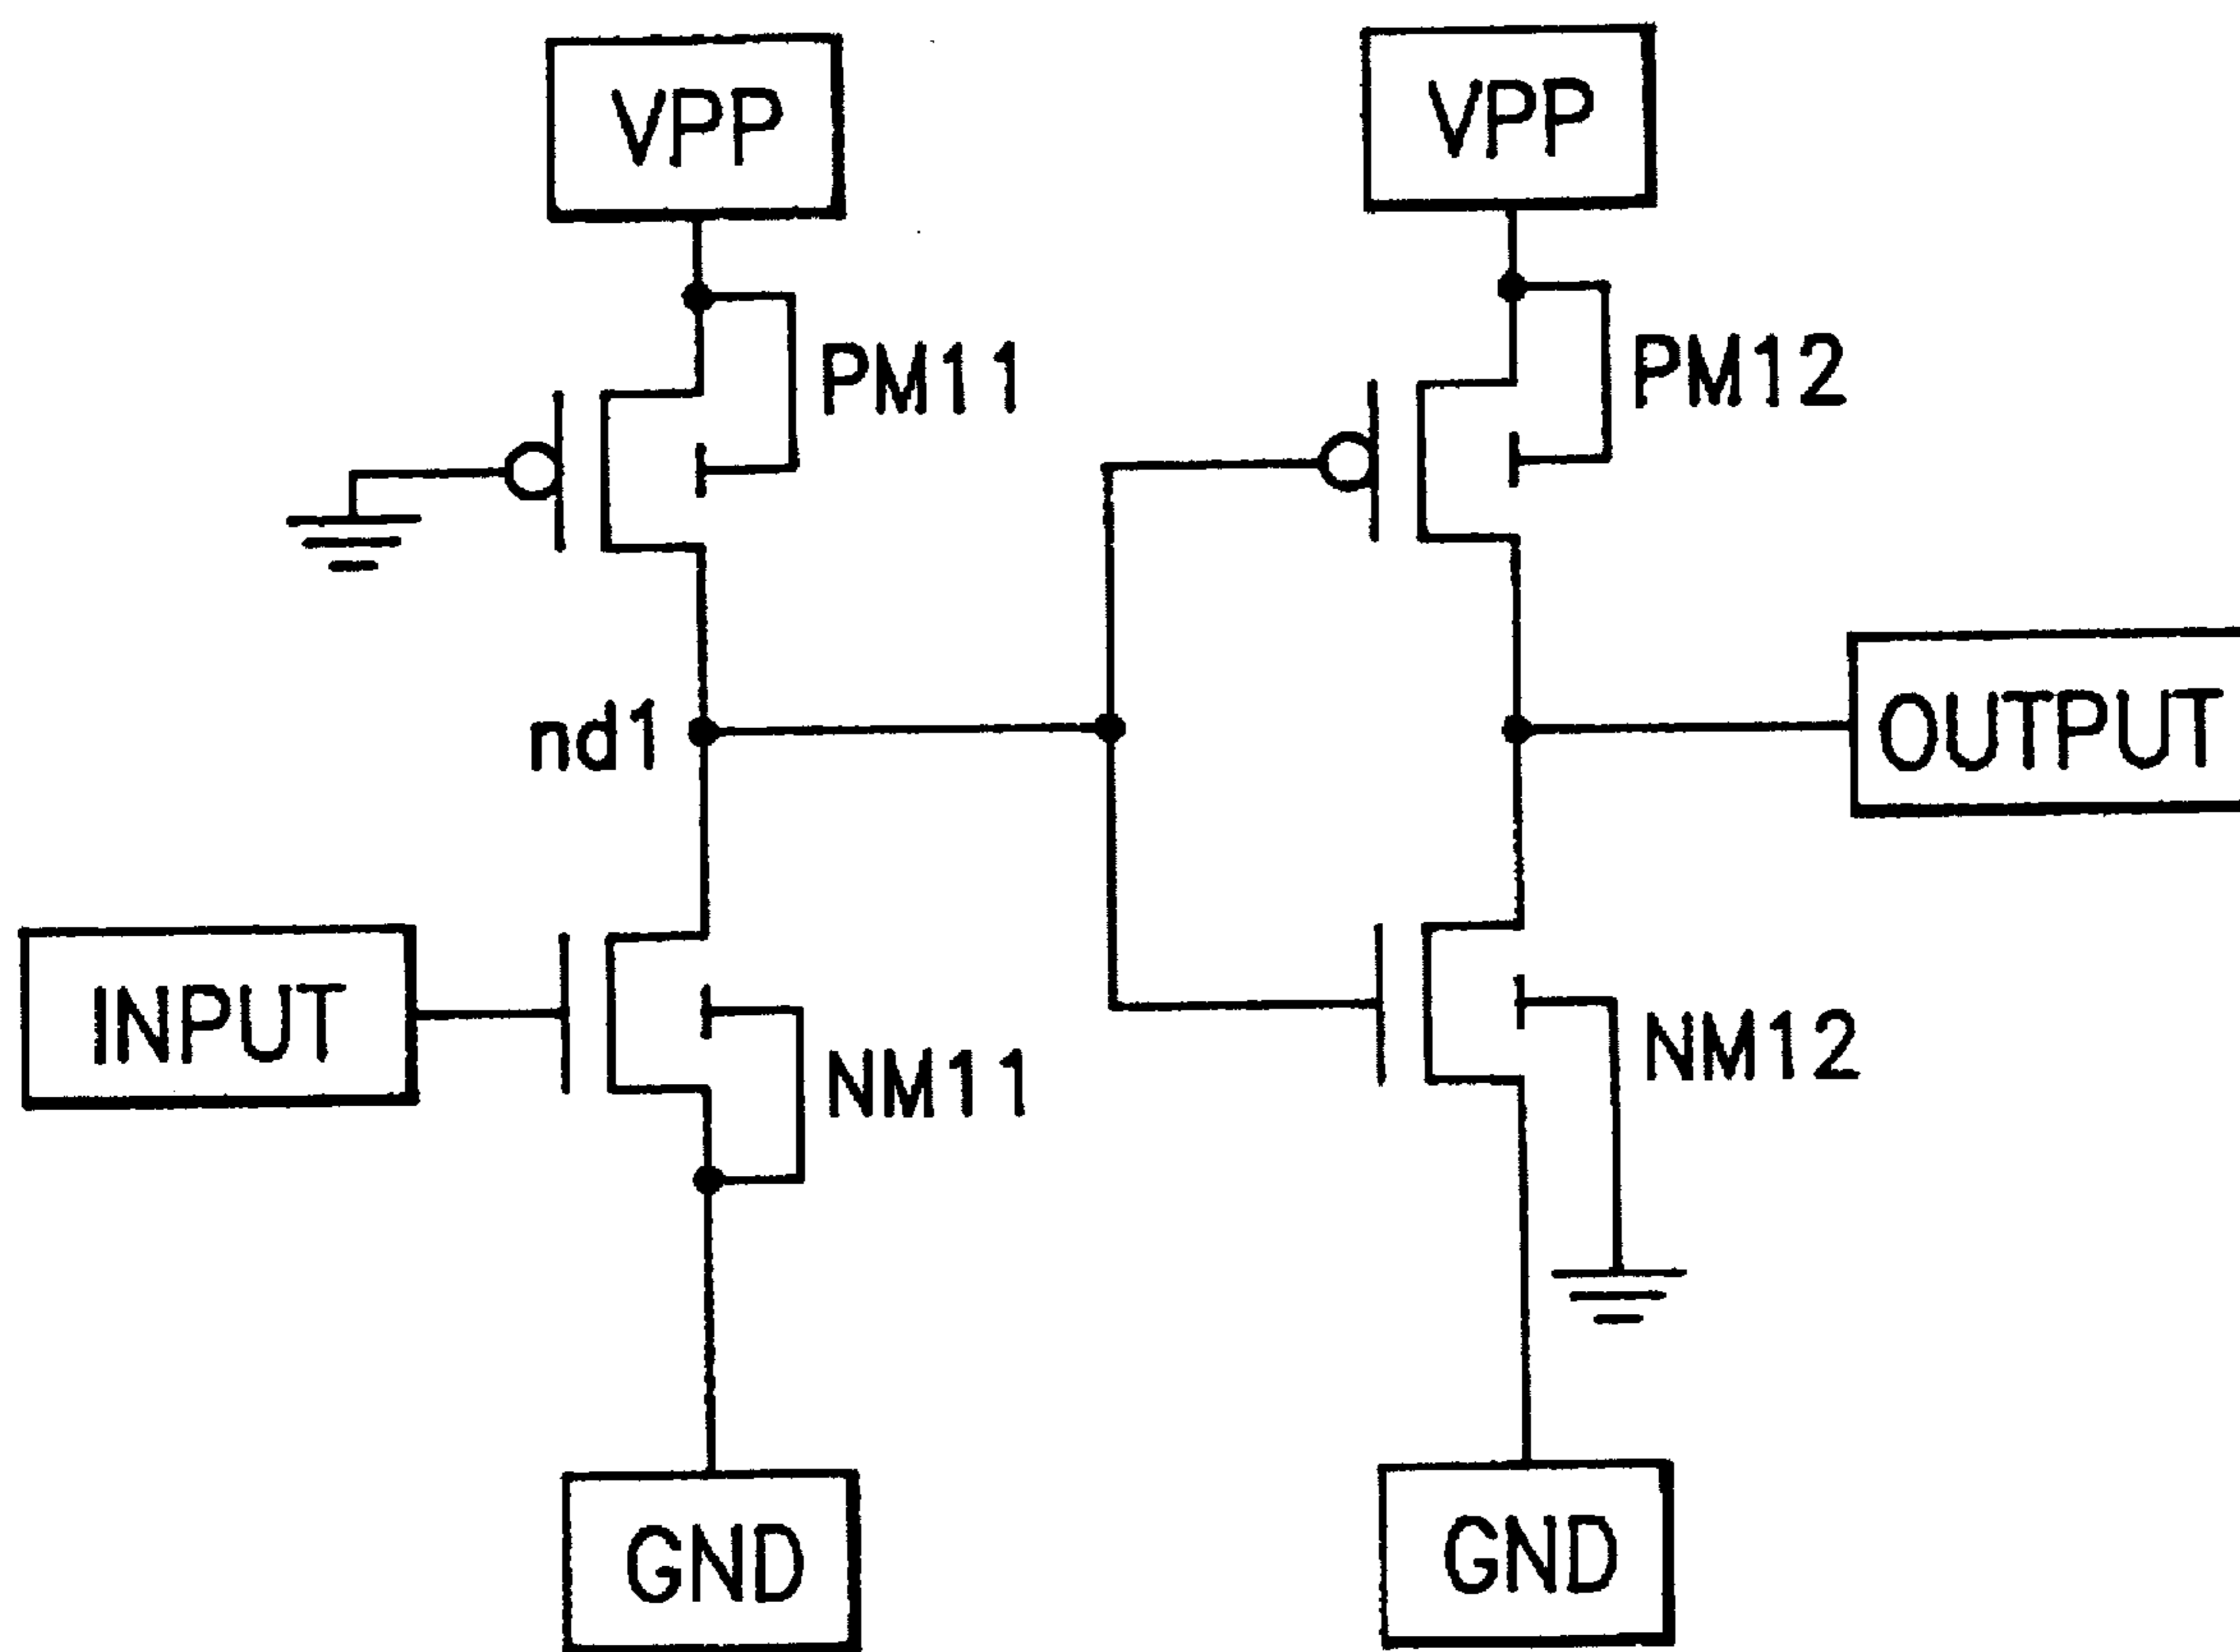 VPP
VPP
PM11
PM12
nd1
OUTPUT
INPUT
NM11
NM12
GND
GND